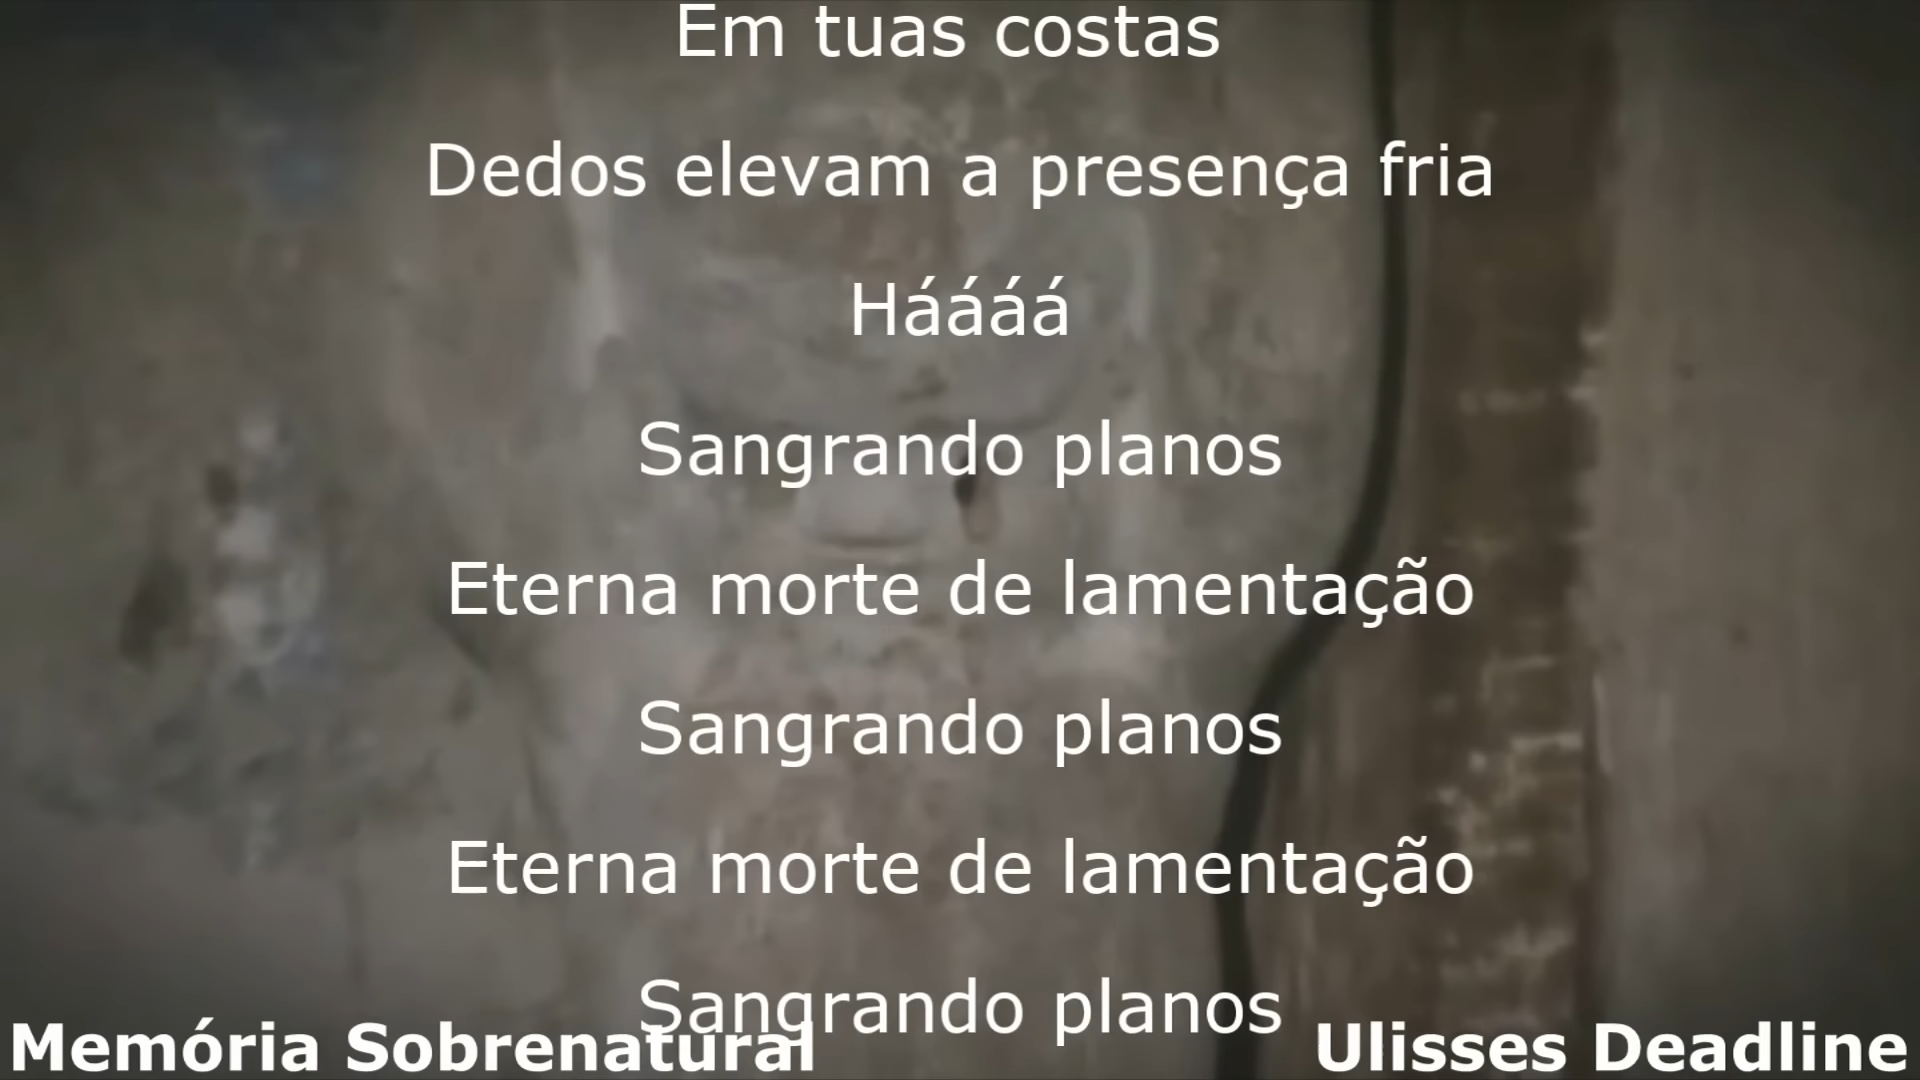 Em tuas costas
Dedos elevam a presença fria
Háááá
Sangrando planos
Eterna morte de lamentação
Sangrando planos
Eterna morte de lamentação
Sangrando planos
Memória Sobrenatural
Ulisses Deadline